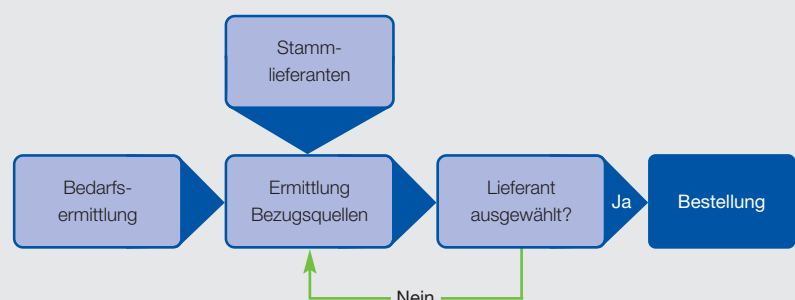 Stamm-
lieferanten
Bedarfs-
ermittlung
Ermittlung
Bezugsquellen
Lieferant
ausgewählt?
Ja
Bestellung
Nein